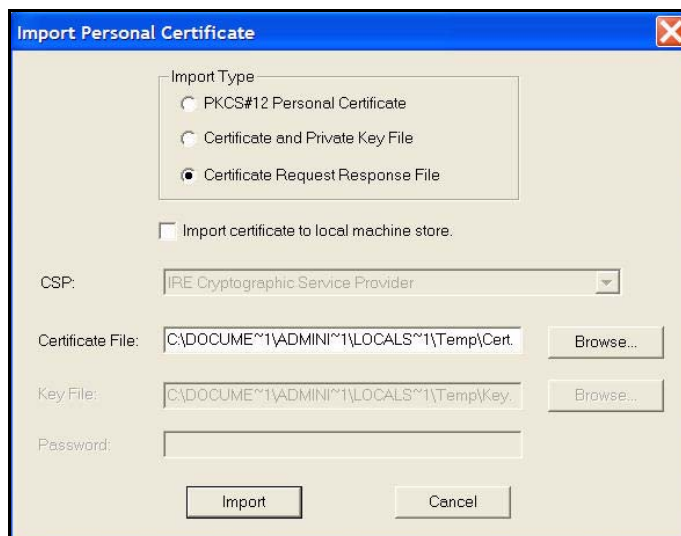 Import Personal Certificate
Import Type
PKCS#12 Personal Certificate
Certificate and Private Key File
Certificate Request Response File
Import certificate to local machine store.
CSP: IRE Cryptographic Service Provider
Certificate File: C:\DOCUME~1\ADMINI~1\LOCALS~1\Temp\Cert. Browse...
Key File: C:\DOCUME~1\ADMINI~1\LOCALS~1\Temp\Key. Browse...
Password:
Import Cancel